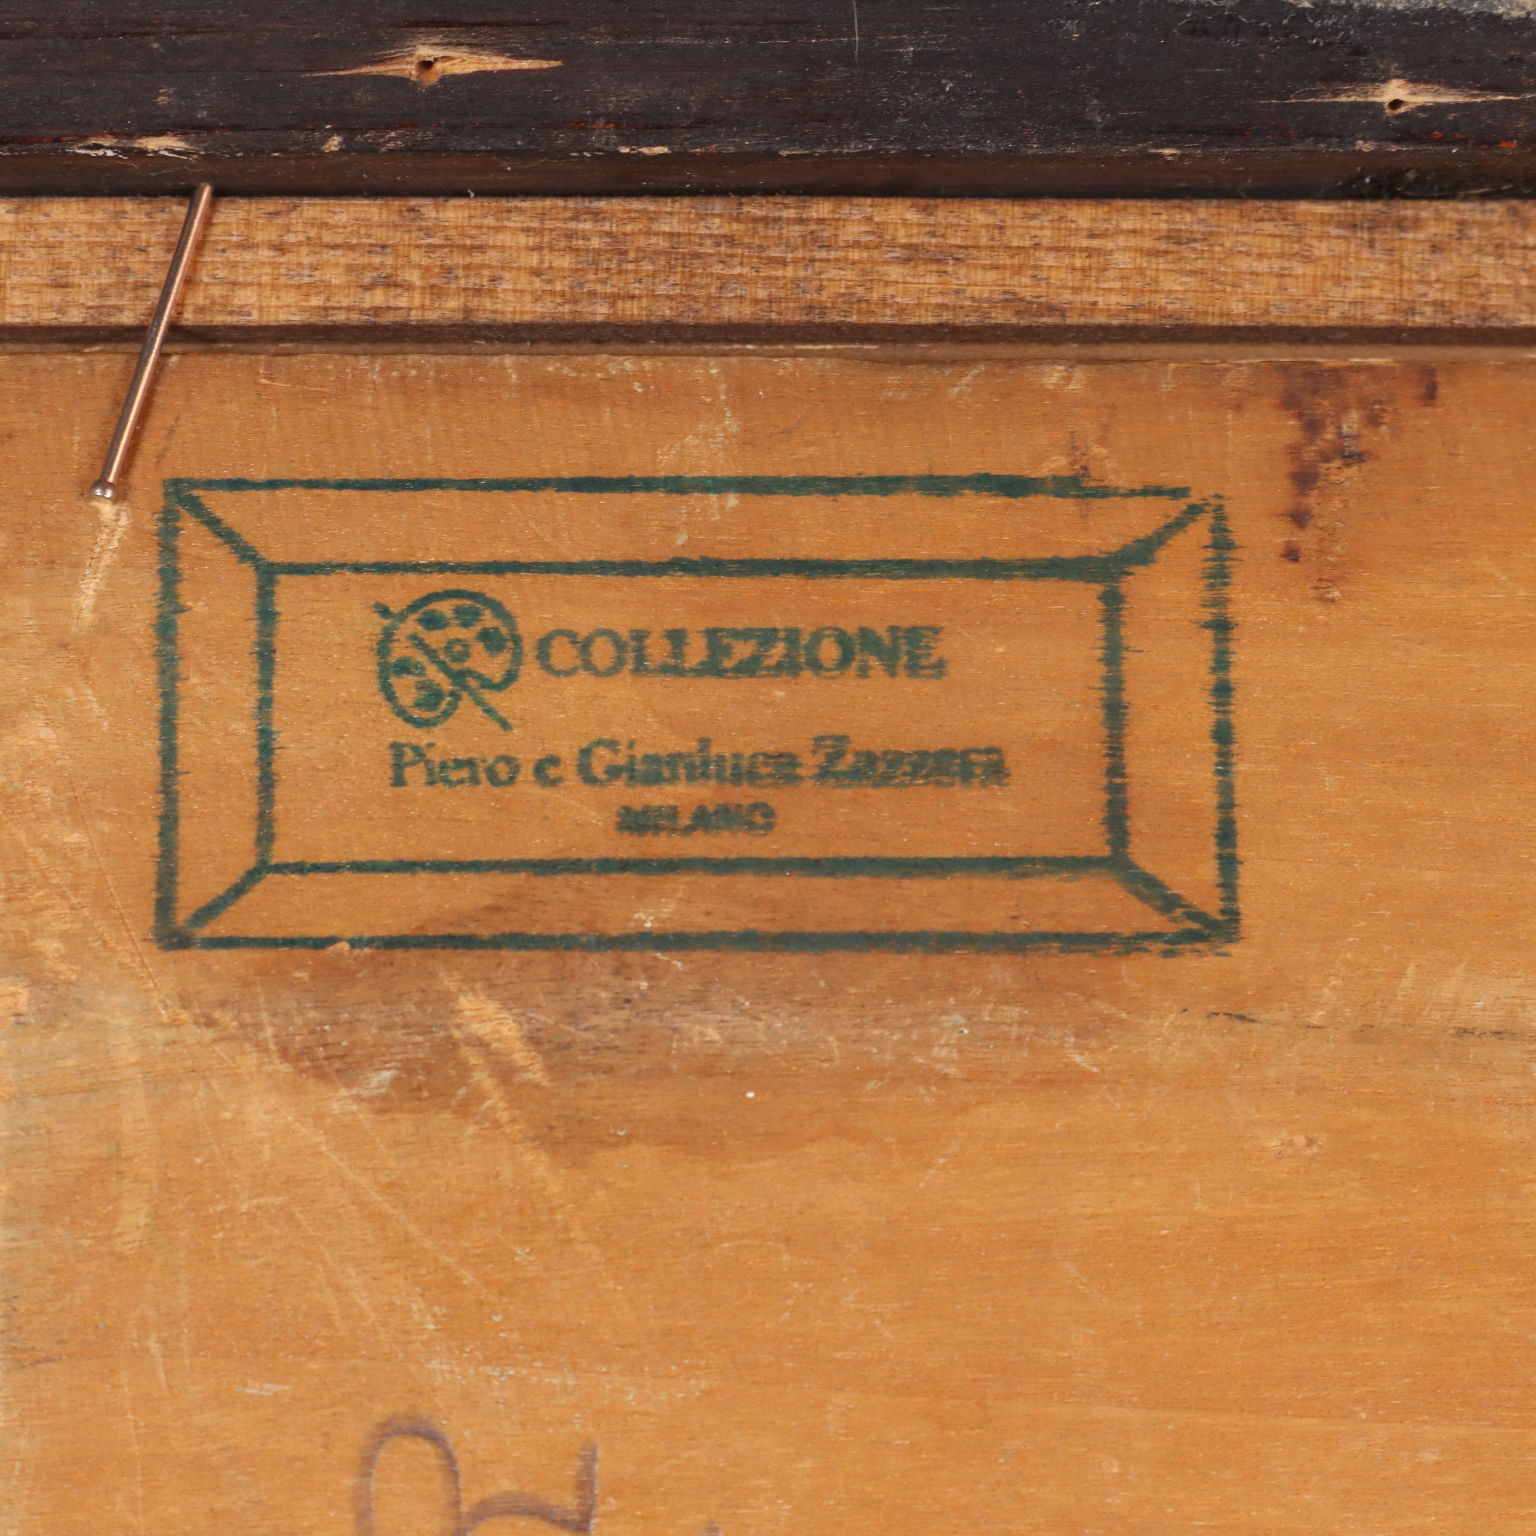 COLLEZIONE
Piero e Gianluca Zazzera
MILANO